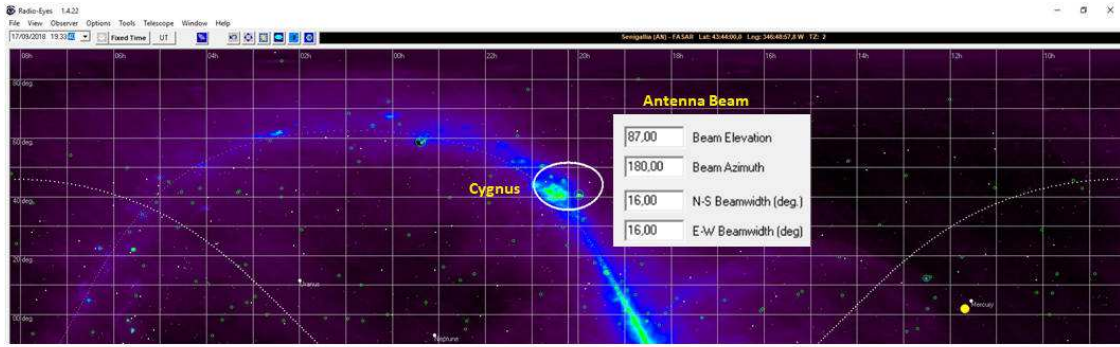 Radio-Eyes 1.4.22
File View Observer Options Tools Telescope Window Help
17/09/2018 19.33:40 Fixed Time UT Senigallia (AN) - FASAR Lat: 43:44:00,0 Lng: 346:48:57,8 W TZ: 2
08h 06h 04h 02h 00h 22h 20h 18h 16h 14h 12h 10h
80 deg.
60 deg.
40 deg.
20 deg.
00 deg.
Antenna Beam
87,00 Beam Elevation
180,00 Beam Azimuth
16,00 N-S Beamwidth (deg.)
16,00 E-W Beamwidth (deg)
Cygnus
Uranus
Mercury
Neptune